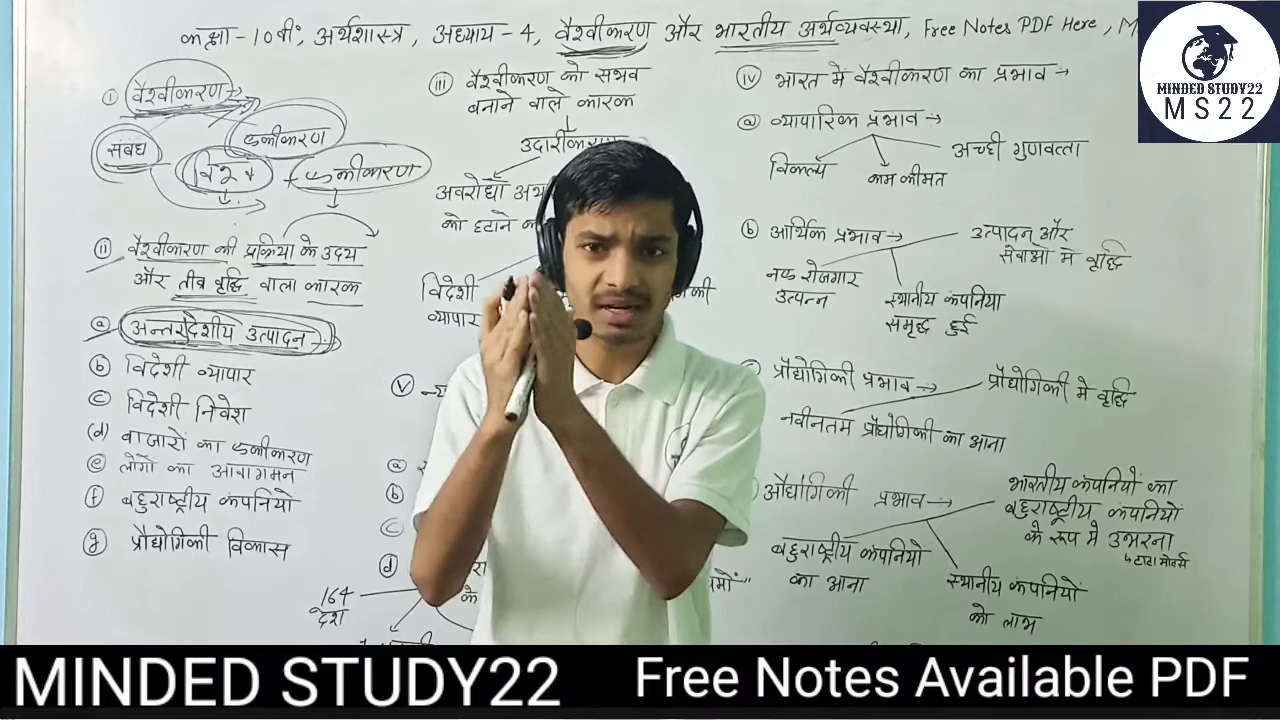 कक्षा-10वीं, अर्थशास्त्र, अध्याय-4, वैश्वीकरण और भारतीय अर्थव्यवस्था, Free Notes PDF Here,
MINDED STUDY22
MS22
i वैश्वीकरण→
एकीकरण
संबंध
विश्व + एकीकरण
ii वैश्वीकरण की प्रक्रिया के उदय
और तीव्र वृद्धि वाला कारक
a अन्तरदेशीय उत्पादन→
b विदेशी व्यापार
c विदेशी निवेश
(d) बाजारों का एकीकरण
e लोगों का आवागमन
f बहुराष्ट्रीय कंपनियो
g प्रौद्योगिकी विकास
iii वैश्वीकरण को संभव
बनाने वाले कारक
उदारीकरण
अवरोधों
को हटाने
विदेशी
व्यापार
v
a
b
c
d
164
देश
के
iv भारत में वैश्वीकरण का प्रभाव→
a व्यापारिक प्रभाव→
विकल्प
कम कीमत
अच्छी गुणवत्ता
b आर्थिक प्रभाव→
उत्पादन और
सेवाओं में वृद्धि
नए रोजगार
उत्पन्न
स्थानीय कंपनिया
समृद्ध हुई
प्रौद्योगिकी प्रभाव→
प्रौद्योगिकी मे वृद्धि
नवीनतम प्रौद्योगिकी का आना
औद्योगिकी प्रभाव→
भारतीय कंपनियों का
बहुराष्ट्रीय कंपनियों
के रूप मे उभरना
↳ टाटा मोटर्स
बहुराष्ट्रीय कंपनियो
का आना
स्थानीय कंपनियों
को लाभ
MINDED STUDY22
Free Notes Available PDF